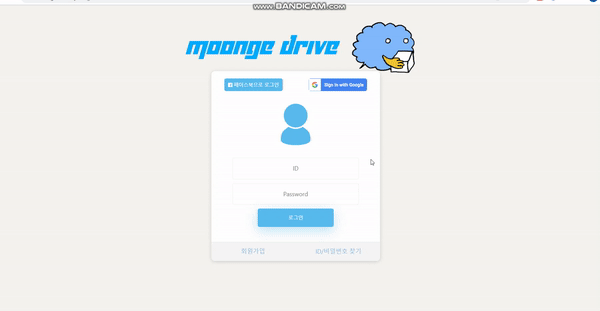 www.BANDICAM.com
moonge drive
페이스북으로 로그인
Sign in with Google
ID
Password
로그인
회원가입
ID/비밀번호 찾기